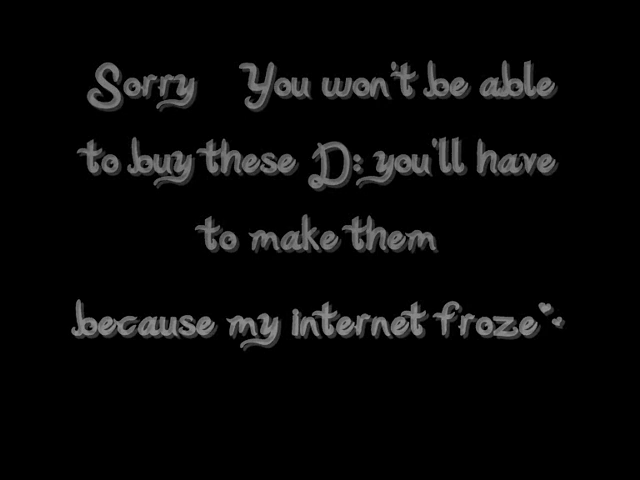 Sorry You won't be able
to buy these D: you'll have
to make them
because my internet froze